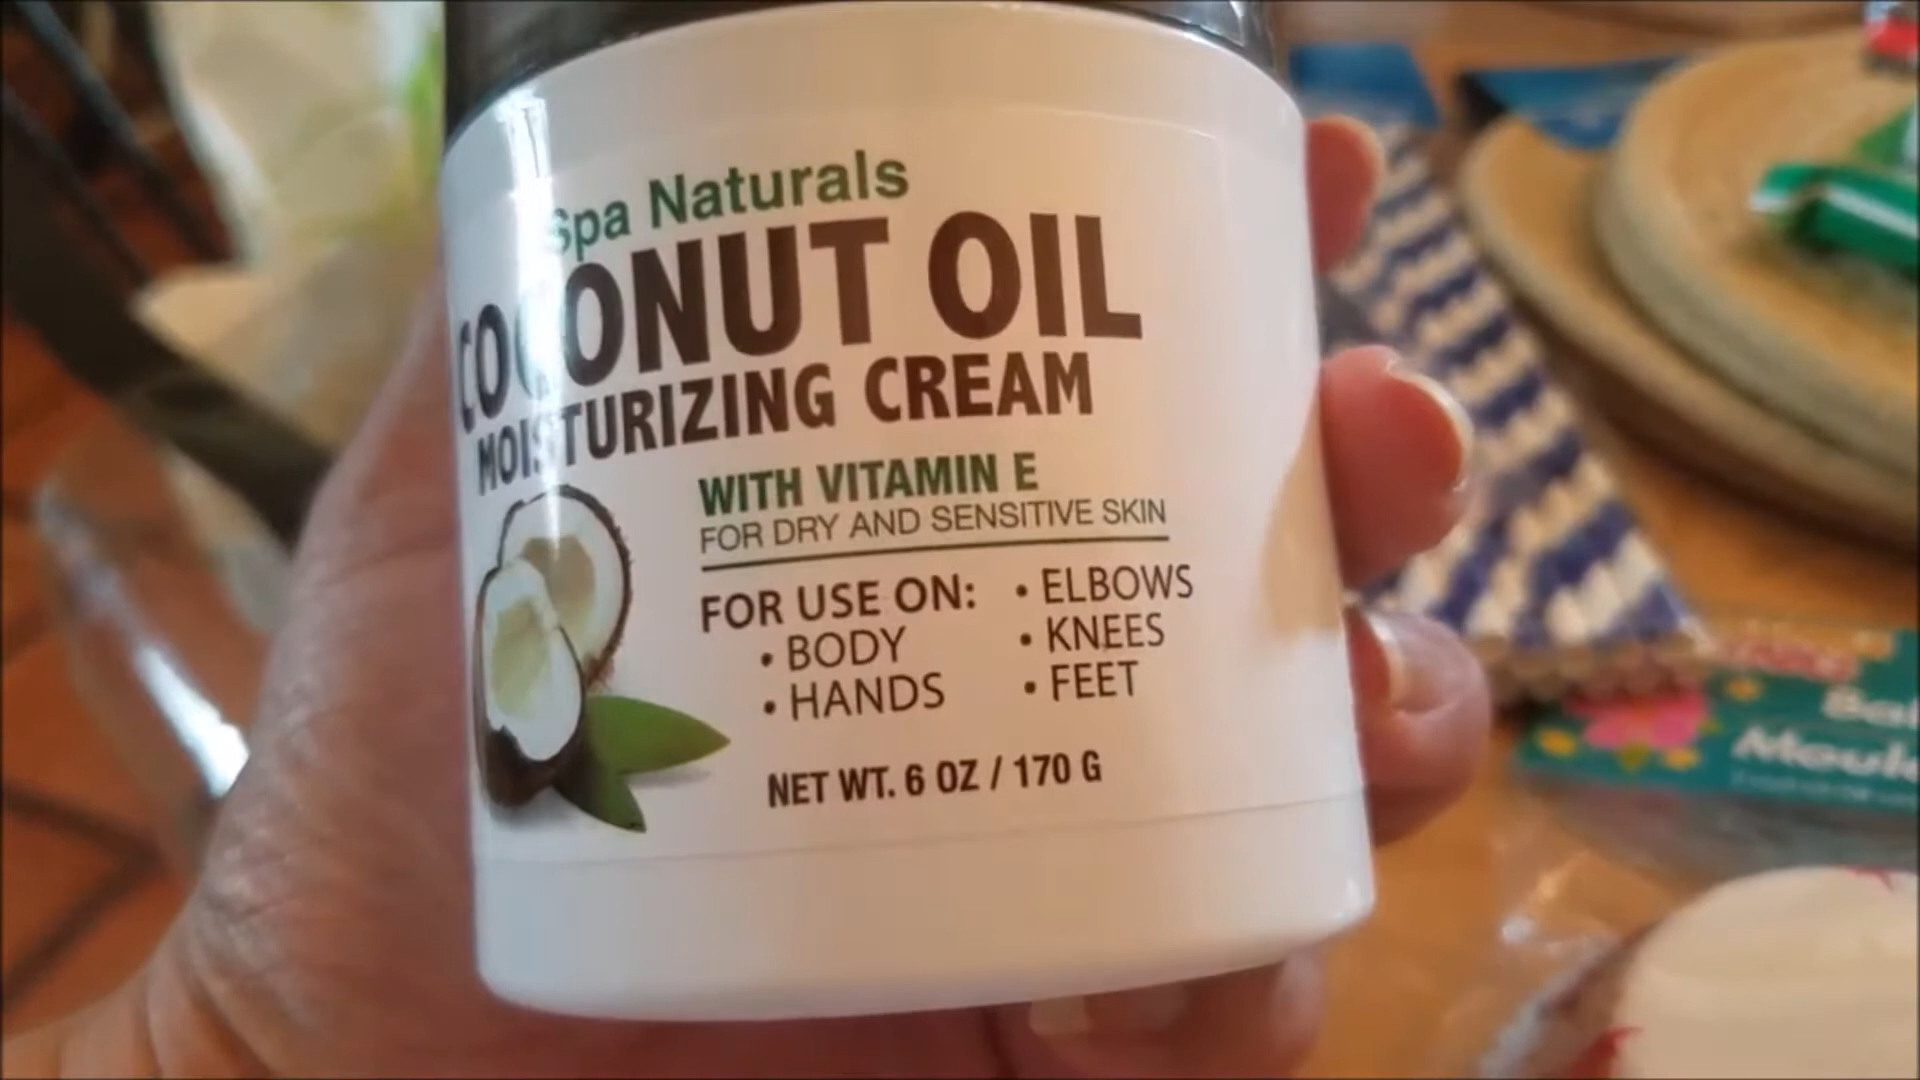 Spa Naturals
COCONUT OIL
MOISTURIZING CREAM
WITH VITAMIN E
FOR DRY AND SENSITIVE SKIN
FOR USE ON:
• BODY
• HANDS
• ELBOWS
• KNEES
• FEET
NET WT. 6 OZ / 170 G